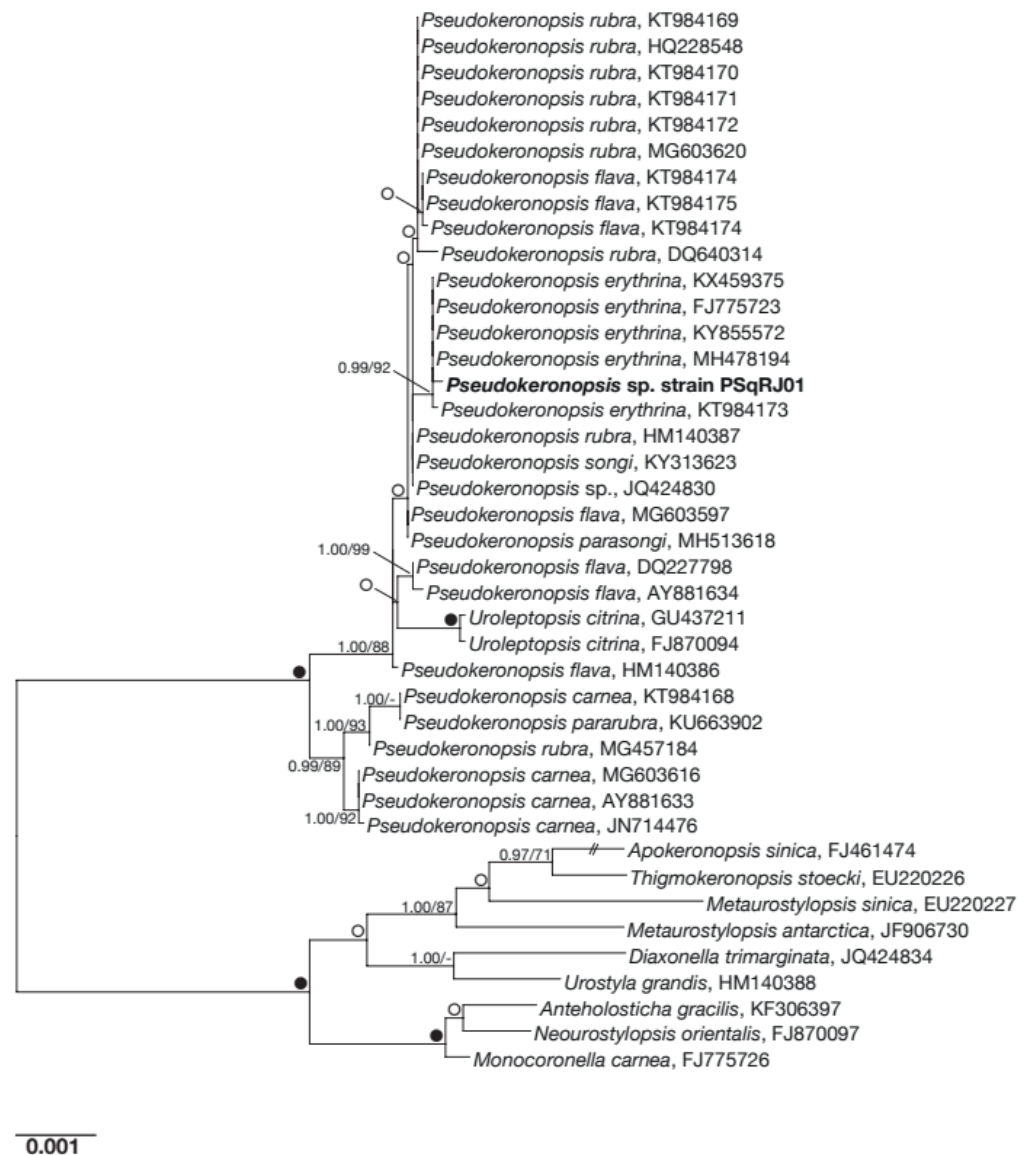 Pseudokeronopsis rubra, KT984169
Pseudokeronopsis rubra, HQ228548
Pseudokeronopsis rubra, KT984170
Pseudokeronopsis rubra, KT984171
Pseudokeronopsis rubra, KT984172
Pseudokeronopsis rubra, MG603620
Pseudokeronopsis flava, KT984174
Pseudokeronopsis flava, KT984175
Pseudokeronopsis flava, KT984174
Pseudokeronopsis rubra, DQ640314
Pseudokeronopsis erythrina, KX459375
Pseudokeronopsis erythrina, FJ775723
Pseudokeronopsis erythrina, KY855572
Pseudokeronopsis erythrina, MH478194
0.99/92
Pseudokeronopsis sp. strain PSqRJ01
Pseudokeronopsis erythrina, KT984173
Pseudokeronopsis rubra, HM140387
Pseudokeronopsis songi, KY313623
Pseudokeronopsis sp., JQ424830
Pseudokeronopsis flava, MG603597
Pseudokeronopsis parasongi, MH513618
1.00/99
Pseudokeronopsis flava, DQ227798
Pseudokeronopsis flava, AY881634
Uroleptopsis citrina, GU437211
Uroleptopsis citrina, FJ870094
1.00/88
Pseudokeronopsis flava, HM140386
1.00/-
Pseudokeronopsis carnea, KT984168
Pseudokeronopsis pararubra, KU663902
1.00/93
Pseudokeronopsis rubra, MG457184
0.99/89
Pseudokeronopsis carnea, MG603616
Pseudokeronopsis carnea, AY881633
1.00/92
Pseudokeronopsis carnea, JN714476
0.97/71
Apokeronopsis sinica, FJ461474
Thigmokeronopsis stoecki, EU220226
Metaurostylopsis sinica, EU220227
1.00/87
Metaurostylopsis antarctica, JF906730
1.00/-
Diaxonella trimarginata, JQ424834
Urostyla grandis, HM140388
Anteholosticha gracilis, KF306397
Neourostylopsis orientalis, FJ870097
Monocoronella carnea, FJ775726
0.001